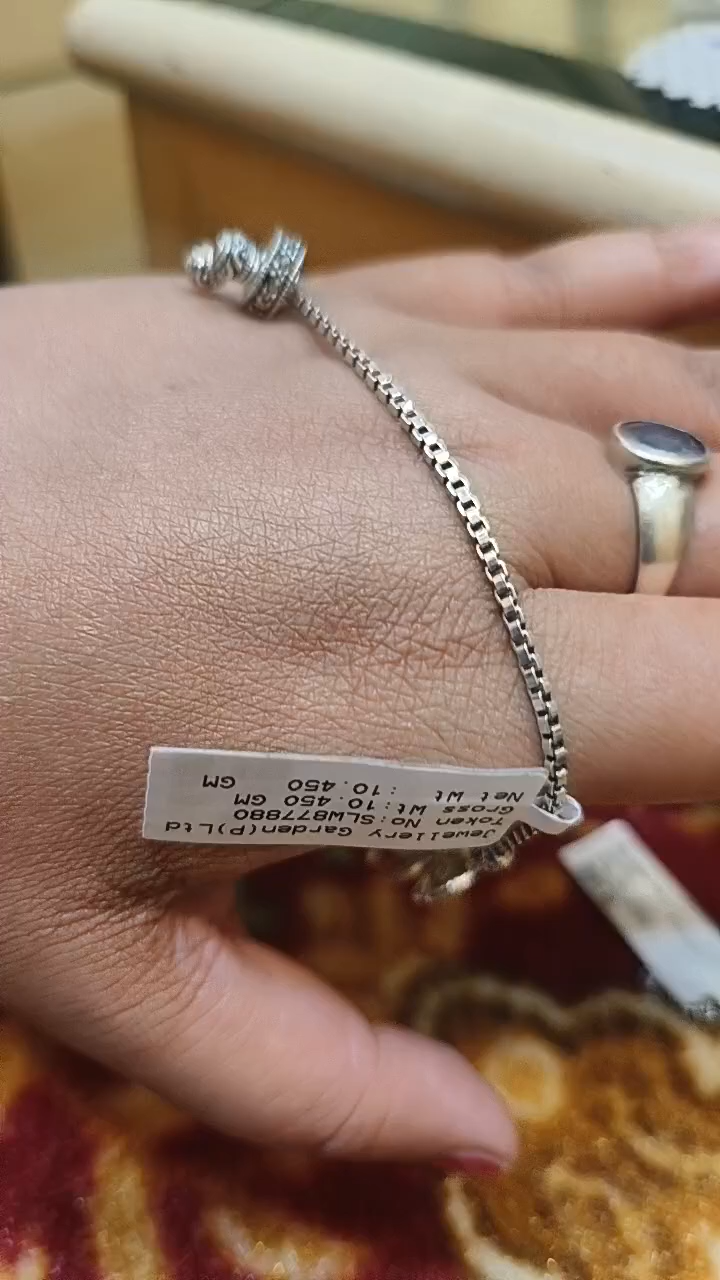 Jewellery Garden(P)Ltd
Token No:SLW877880
Gross Wt:10.450 GM
Net Wt : 10.450 GM